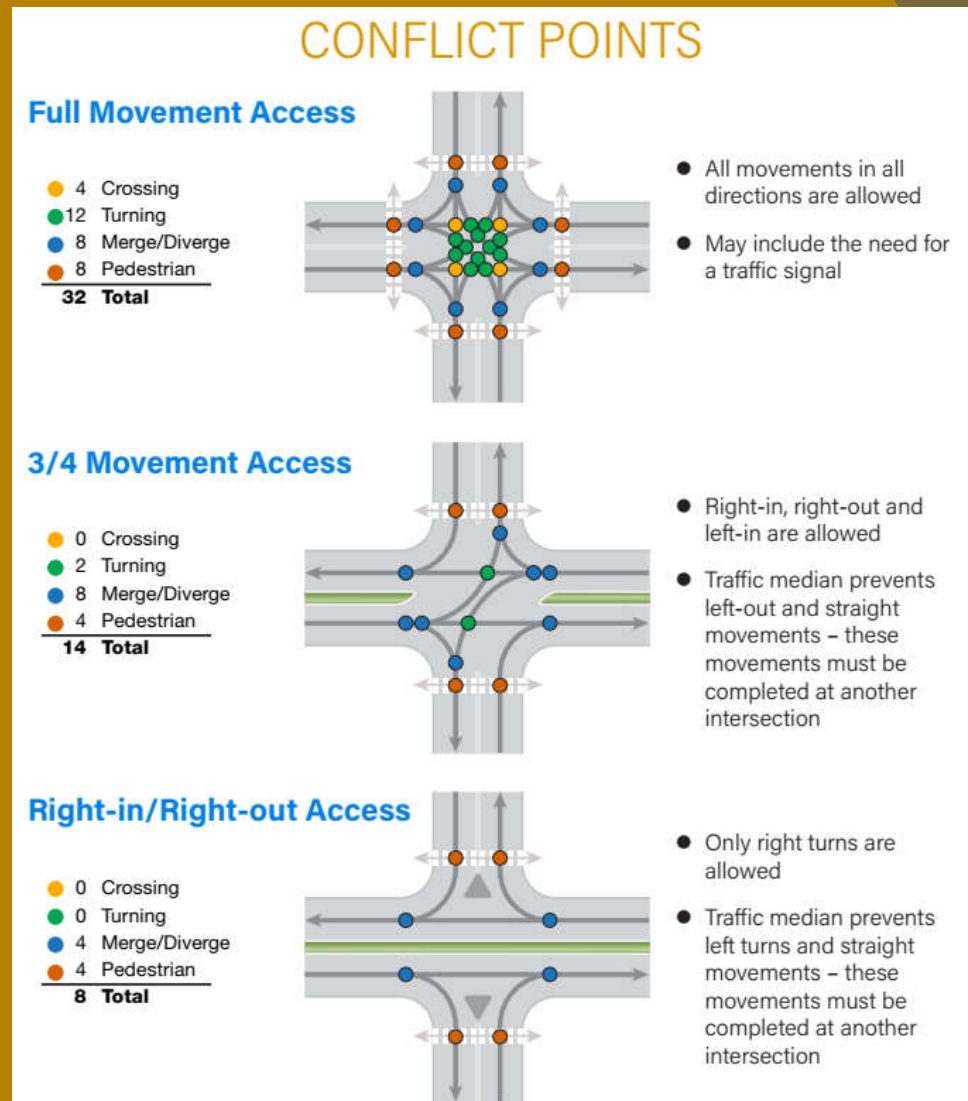 CONFLICT POINTS
Full Movement Access
4 Crossing
12 Turning
8 Merge/Diverge
8 Pedestrian
32 Total
● All movements in all
directions are allowed
● May include the need for
a traffic signal
3/4 Movement Access
0 Crossing
2 Turning
8 Merge/Diverge
4 Pedestrian
14 Total
● Right-in, right-out and
left-in are allowed
● Traffic median prevents
left-out and straight
movements – these
movements must be
completed at another
intersection
Right-in/Right-out Access
0 Crossing
0 Turning
4 Merge/Diverge
4 Pedestrian
8 Total
● Only right turns are
allowed
● Traffic median prevents
left turns and straight
movements – these
movements must be
completed at another
intersection